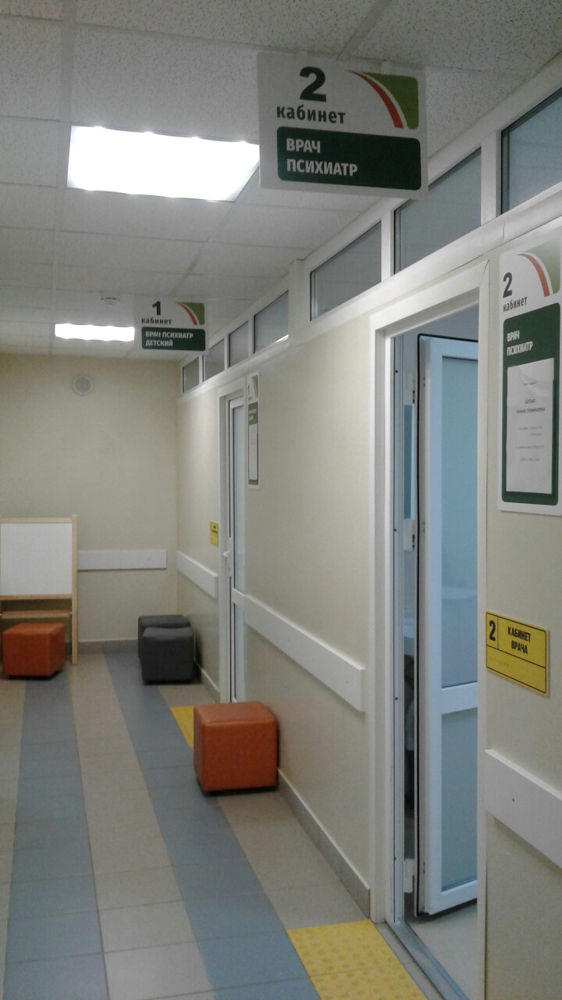 2
кабинет
ВРАЧ
ПСИХИАТР
1
кабинет
ВРАЧ ПСИХИАТР
ДЕТСКИЙ
2
кабинет
ВРАЧ
ПСИХИАТР
2
КАБИНЕТ
ВРАЧА